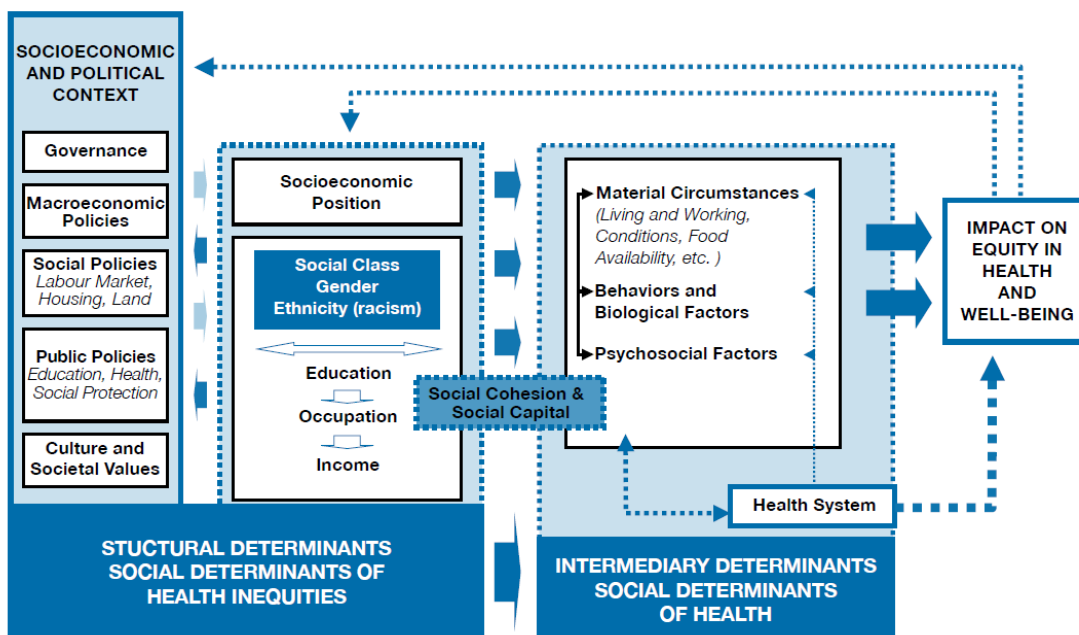 SOCIOECONOMIC
AND POLITICAL
CONTEXT
Governance
Macroeconomic
Policies
Social Policies
Labour Market,
Housing, Land
Public Policies
Education, Health,
Social Protection
Culture and
Societal Values
Socioeconomic
Position
Social Class
Gender
Ethnicity (racism)
Education
Occupation
Income
Social Cohesion &
Social Capital
Material Circumstances
(Living and Working,
Conditions, Food
Availability, etc. )
Behaviors and
Biological Factors
Psychosocial Factors
Health System
IMPACT ON
EQUITY IN
HEALTH
AND
WELL-BEING
STUCTURAL DETERMINANTS
SOCIAL DETERMINANTS OF
HEALTH INEQUITIES
INTERMEDIARY DETERMINANTS
SOCIAL DETERMINANTS
OF HEALTH